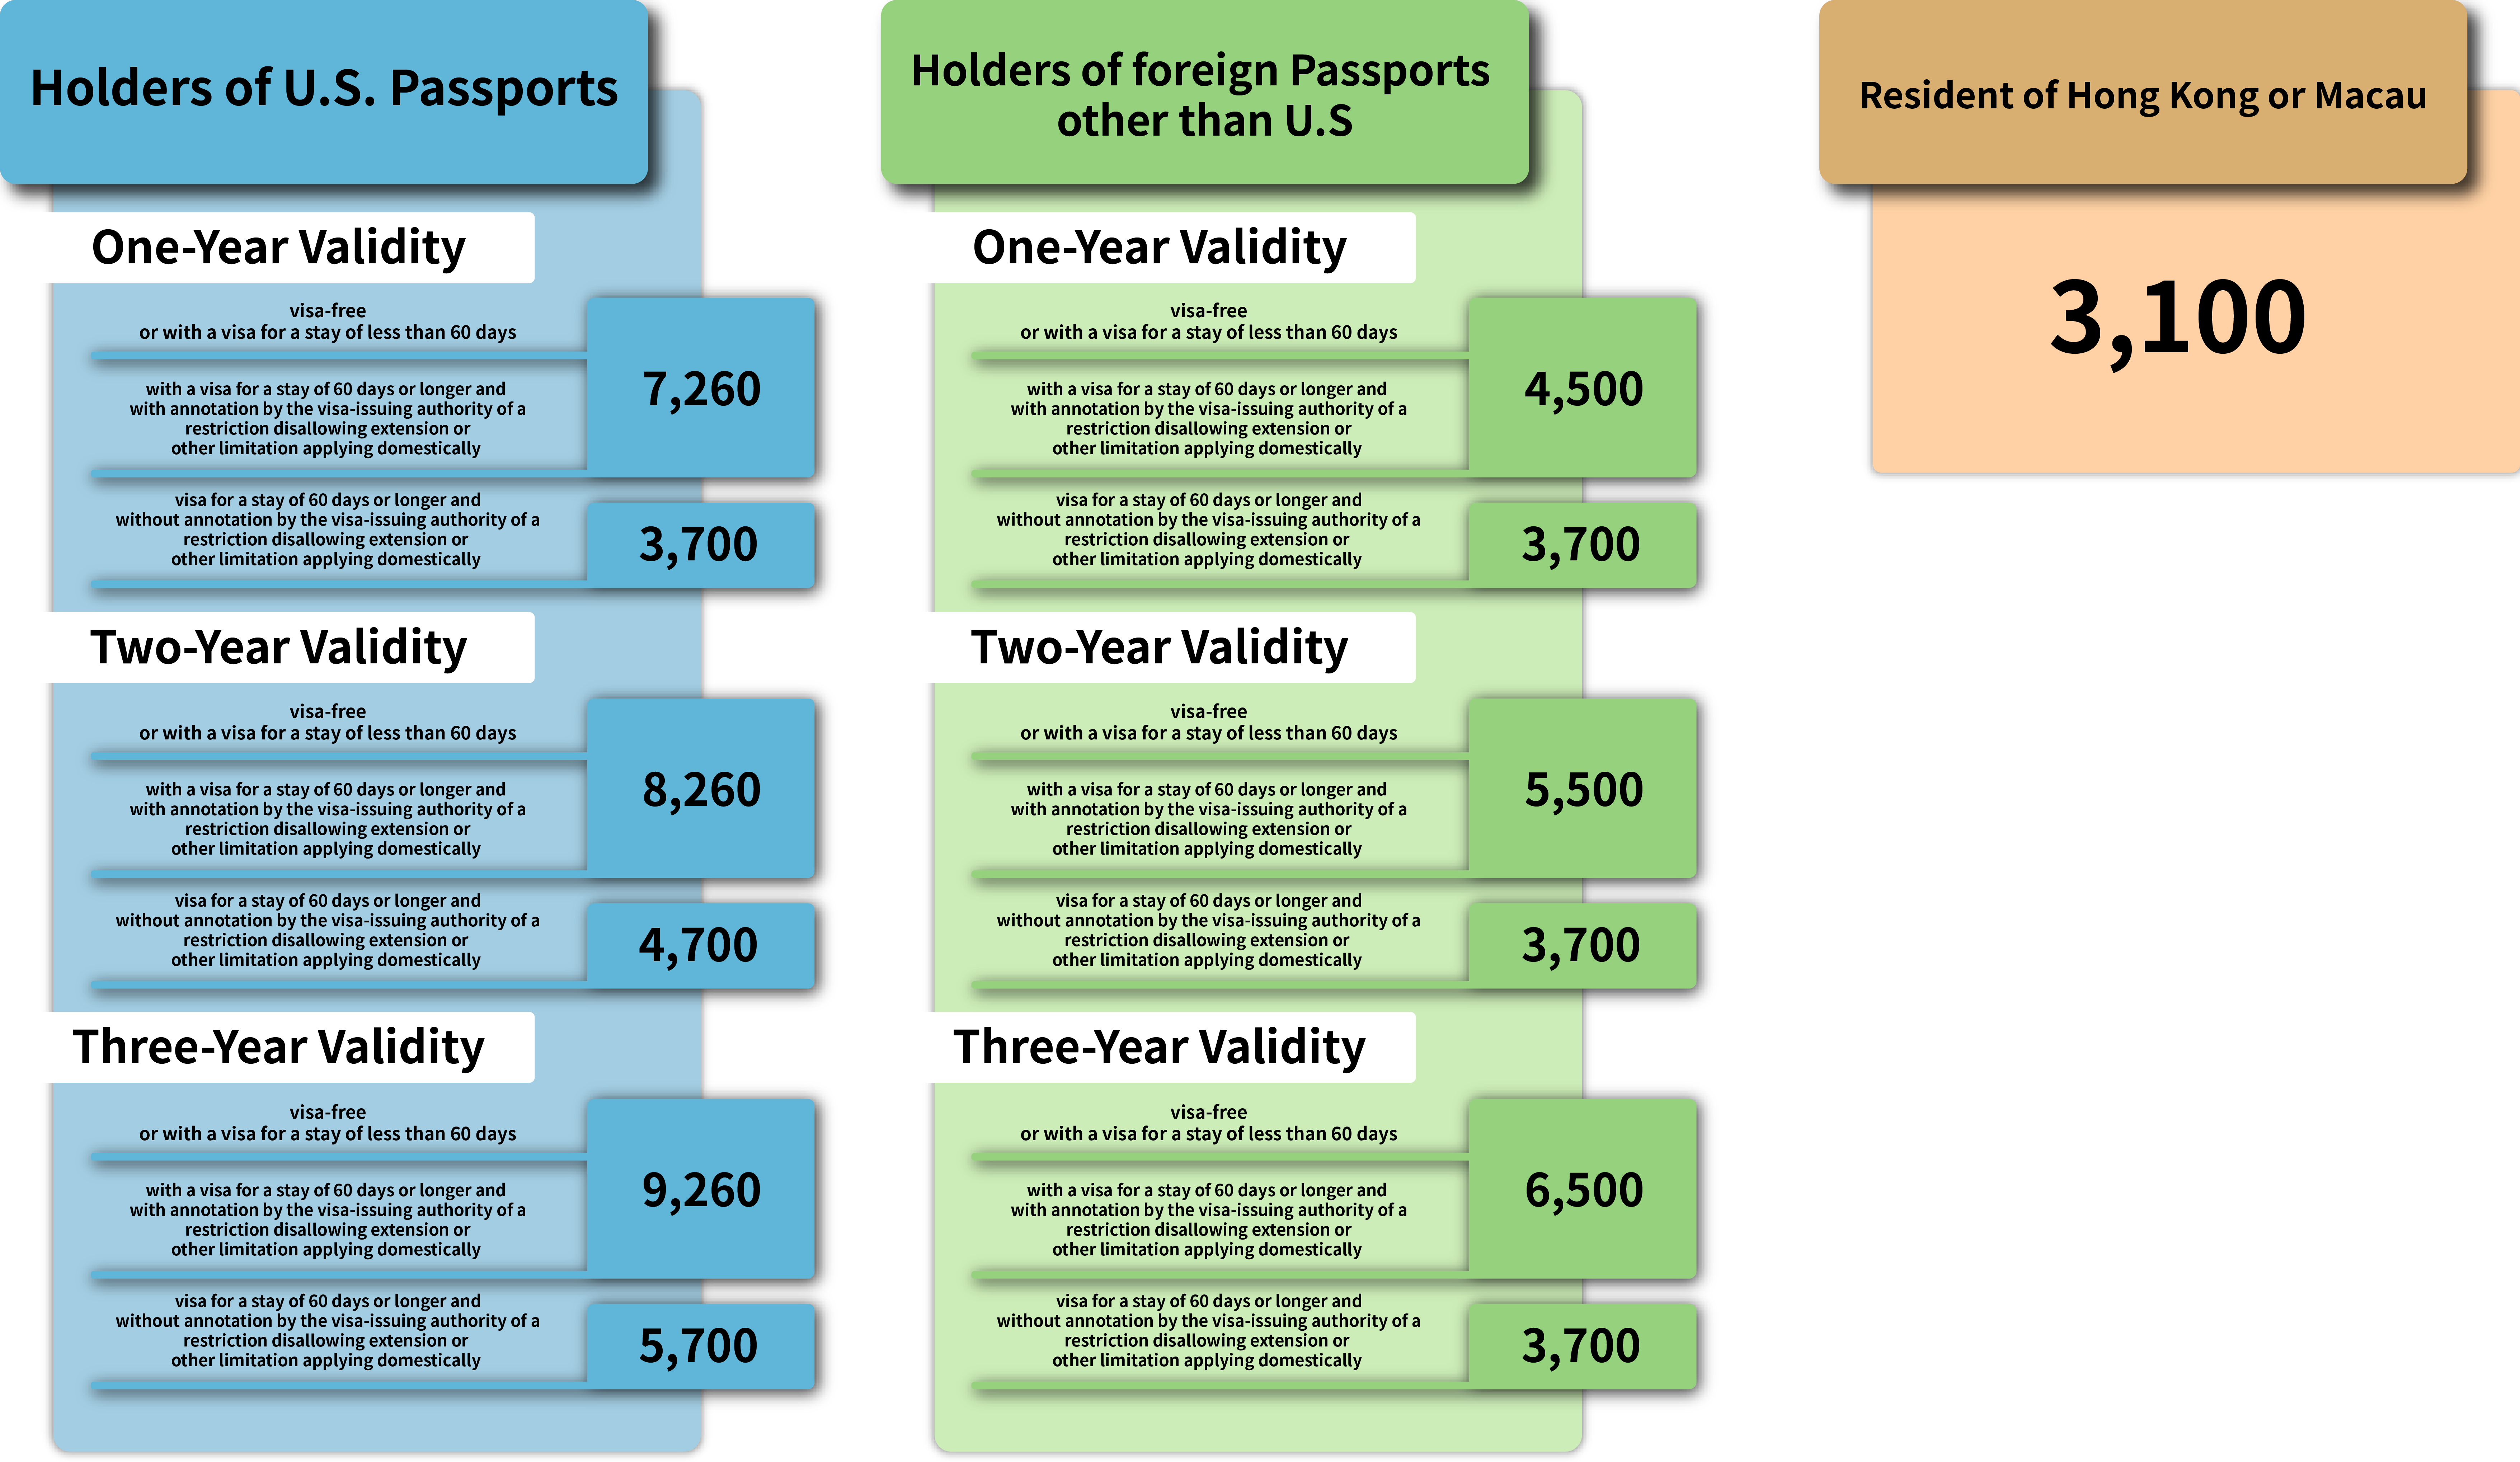 Holders of U.S. Passports
One-Year Validity
visa-free
or with a visa for a stay of less than 60 days
with a visa for a stay of 60 days or longer and
with annotation by the visa-issuing authority of a
restriction disallowing extension or
other limitation applying domestically
7,260
visa for a stay of 60 days or longer and
without annotation by the visa-issuing authority of a
restriction disallowing extension or
other limitation applying domestically
3,700
Two-Year Validity
visa-free
or with a visa for a stay of less than 60 days
with a visa for a stay of 60 days or longer and
with annotation by the visa-issuing authority of a
restriction disallowing extension or
other limitation applying domestically
8,260
visa for a stay of 60 days or longer and
without annotation by the visa-issuing authority of a
restriction disallowing extension or
other limitation applying domestically
4,700
Three-Year Validity
visa-free
or with a visa for a stay of less than 60 days
with a visa for a stay of 60 days or longer and
with annotation by the visa-issuing authority of a
restriction disallowing extension or
other limitation applying domestically
9,260
visa for a stay of 60 days or longer and
without annotation by the visa-issuing authority of a
restriction disallowing extension or
other limitation applying domestically
5,700
Holders of foreign Passports
other than U.S
One-Year Validity
visa-free
or with a visa for a stay of less than 60 days
with a visa for a stay of 60 days or longer and
with annotation by the visa-issuing authority of a
restriction disallowing extension or
other limitation applying domestically
4,500
visa for a stay of 60 days or longer and
without annotation by the visa-issuing authority of a
restriction disallowing extension or
other limitation applying domestically
3,700
Two-Year Validity
visa-free
or with a visa for a stay of less than 60 days
with a visa for a stay of 60 days or longer and
with annotation by the visa-issuing authority of a
restriction disallowing extension or
other limitation applying domestically
5,500
visa for a stay of 60 days or longer and
without annotation by the visa-issuing authority of a
restriction disallowing extension or
other limitation applying domestically
3,700
Three-Year Validity
visa-free
or with a visa for a stay of less than 60 days
with a visa for a stay of 60 days or longer and
with annotation by the visa-issuing authority of a
restriction disallowing extension or
other limitation applying domestically
6,500
visa for a stay of 60 days or longer and
without annotation by the visa-issuing authority of a
restriction disallowing extension or
other limitation applying domestically
3,700
Resident of Hong Kong or Macau
3,100